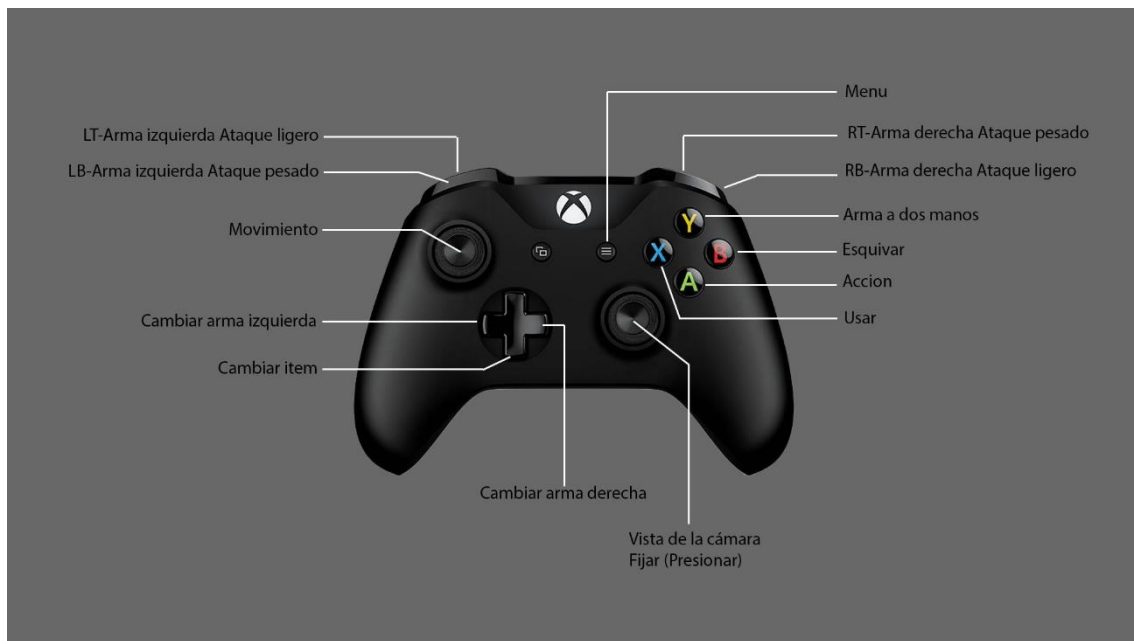 Menu
LT-Arma izquierda Ataque ligero
RT-Arma derecha Ataque pesado
LB-Arma izquierda Ataque pesado
RB-Arma derecha Ataque ligero
Y
Arma a dos manos
Movimiento
X
B
Esquivar
A
Accion
Cambiar arma izquierda
Usar
Cambiar item
Cambiar arma derecha
Vista de la cámara
Fijar (Presionar)